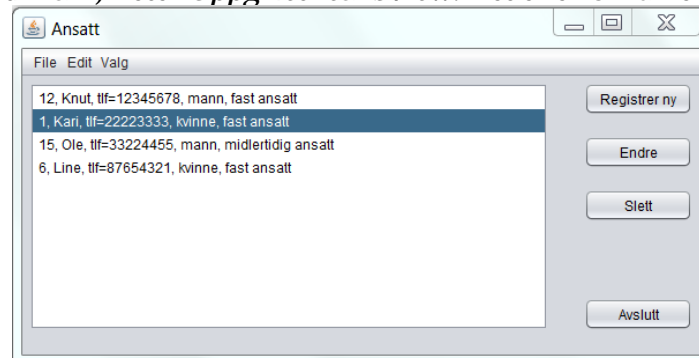 Ansatt
File Edit Valg
12, Knut, tlf=12345678, mann, fast ansatt
1, Kari, tlf=22223333, kvinne, fast ansatt
15, Ole, tlf=33224455, mann, midlertidig ansatt
6, Line, tlf=87654321, kvinne, fast ansatt
Registrer ny
Endre
Slett
Avslutt